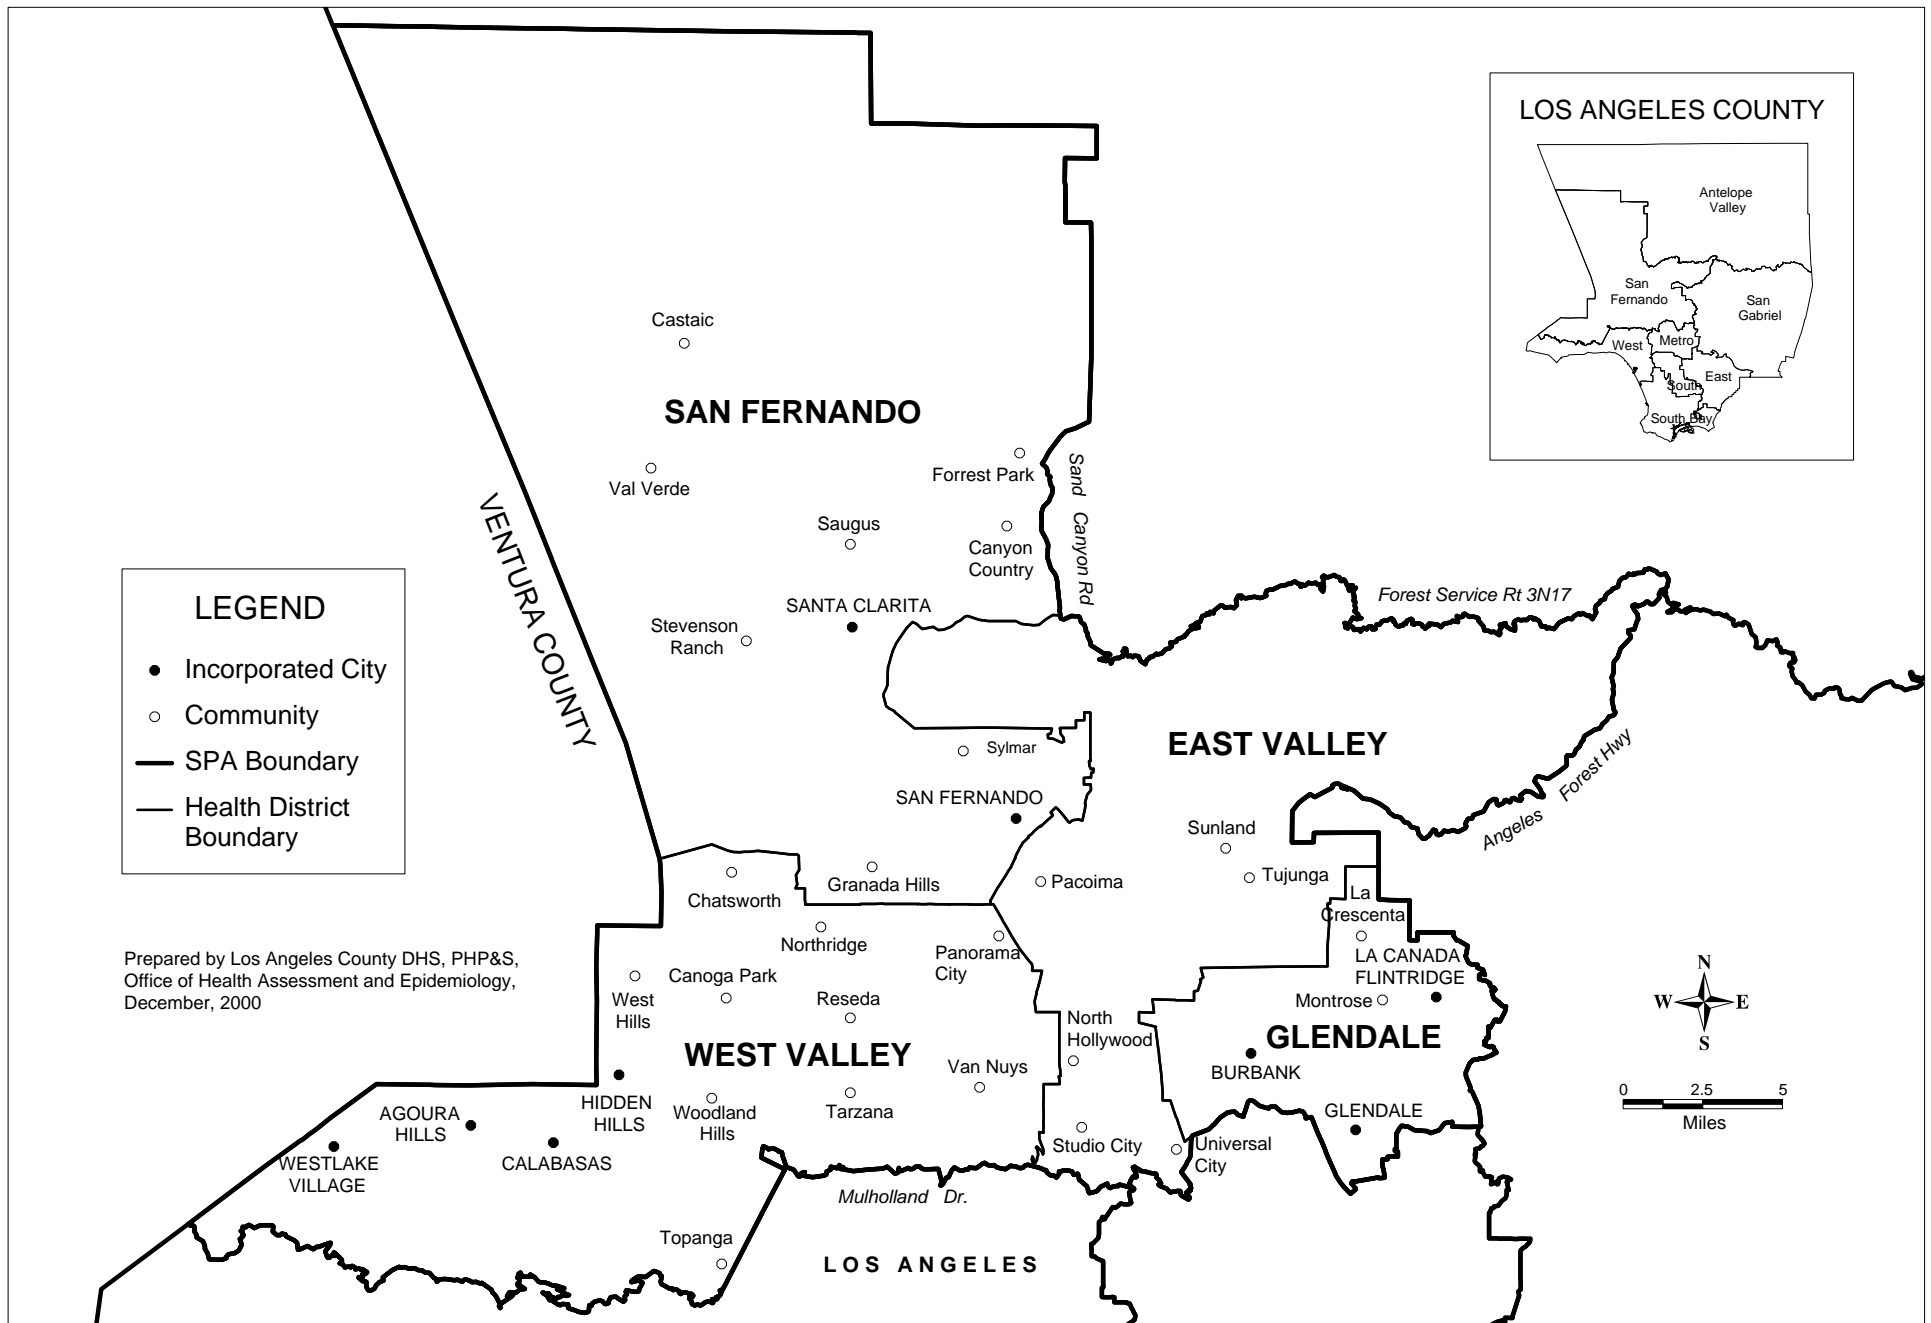 LOS ANGELES COUNTY
Antelope
Valley
San
Fernando
San
Gabriel
West
Metro
East
South
South Bay
Castaic
SAN FERNANDO
Val Verde
Forrest Park
Sand Canyon Rd
Saugus
Canyon
Country
VENTURA COUNTY
SANTA CLARITA
Stevenson
Ranch
Forest Service Rt 3N17
LEGEND
Incorporated City
Community
SPA Boundary
Health District
Boundary
Sylmar
EAST VALLEY
SAN FERNANDO
Angeles Forest Hwy
Sunland
Tujunga
Pacoima
Granada Hills
Chatsworth
La
Crescenta
Northridge
Panorama
City
LA CANADA
FLINTRIDGE
Prepared by Los Angeles County DHS, PHP&S,
Office of Health Assessment and Epidemiology,
December, 2000
Canoga Park
West
Hills
Reseda
Montrose
North
Hollywood
GLENDALE
WEST VALLEY
Van Nuys
BURBANK
HIDDEN
HILLS
AGOURA
HILLS
Woodland
Hills
Tarzana
GLENDALE
Studio City
Universal
City
WESTLAKE
VILLAGE
CALABASAS
Mulholland Dr.
Topanga
LOS ANGELES
N
W
E
S
0 2.5 5
Miles